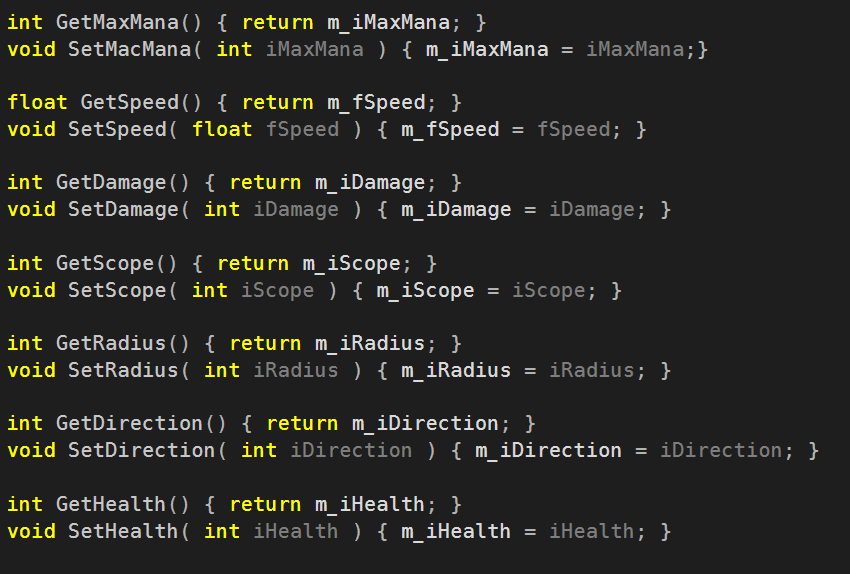 int GetMaxMana() { return m_iMaxMana; }
void SetMacMana( int iMaxMana ) { m_iMaxMana = iMaxMana;}
float GetSpeed() { return m_fSpeed; }
void SetSpeed( float fSpeed ) { m_fSpeed = fSpeed; }
int GetDamage() { return m_iDamage; }
void SetDamage( int iDamage ) { m_iDamage = iDamage; }
int GetScope() { return m_iScope; }
void SetScope( int iScope ) { m_iScope = iScope; }
int GetRadius() { return m_iRadius; }
void SetRadius( int iRadius ) { m_iRadius = iRadius; }
int GetDirection() { return m_iDirection; }
void SetDirection( int iDirection ) { m_iDirection = iDirection; }
int GetHealth() { return m_iHealth; }
void SetHealth( int iHealth ) { m_iHealth = iHealth; }